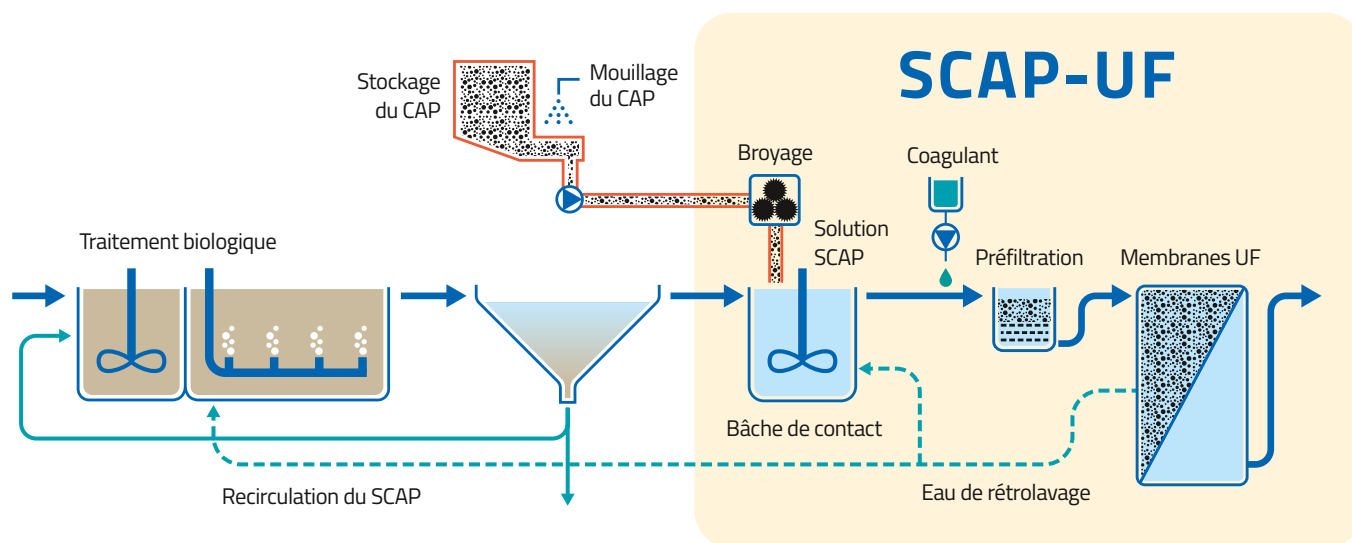 SCAP-UF
Stockage
du CAP
Mouillage
du CAP
Broyage
Coagulant
Traitement biologique
Solution
SCAP
Préfiltration
Membranes UF
Bâche de contact
Recirculation du SCAP
Eau de rétrolavage